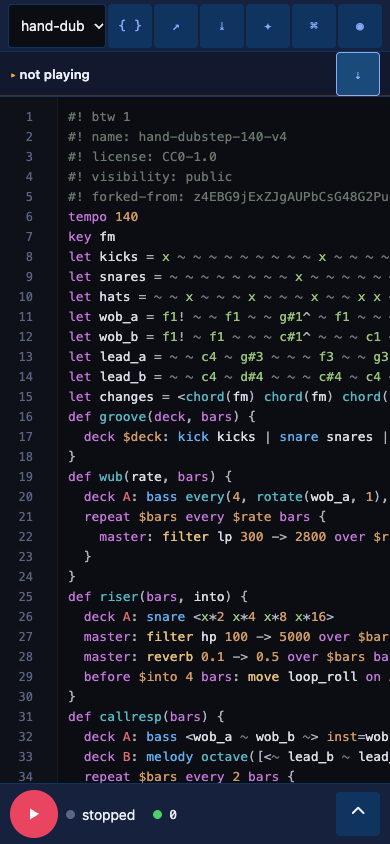 hand-dub { } ↗ ↓ ✦ ⌘ ◉
▸ not playing ↓
1 #! btw 1
2 #! name: hand-dubstep-140-v4
3 #! license: CC0-1.0
4 #! visibility: public
5 #! forked-from: z4EBG9jExZJgAUPbCsG48G2Pu
6 tempo 140
7 key fm
8 let kicks = x ~ ~ ~ ~ ~ ~ ~ ~ ~ x ~ ~ ~ ~
9 let snares = ~ ~ ~ ~ ~ ~ ~ ~ x ~ ~ ~ ~ ~
10 let hats = ~ ~ x ~ ~ ~ x ~ ~ ~ x ~ ~ x x
11 let wob_a = f1! ~ ~ f1 ~ ~ g#1^ ~ f1 ~ ~
12 let wob_b = f1! ~ f1 ~ ~ ~ c#1^ ~ ~ ~ c1
13 let lead_a = ~ ~ c4 ~ g#3 ~ ~ ~ f3 ~ ~ g3
14 let lead_b = ~ ~ c4 ~ d#4 ~ ~ ~ c#4 ~ c4
15 let changes = <chord(fm) chord(fm) chord(
16 def groove(deck, bars) {
17 deck $deck: kick kicks | snare snares |
18 }
19 def wub(rate, bars) {
20 deck A: bass every(4, rotate(wob_a, 1),
21 repeat $bars every $rate bars {
22 master: filter lp 300 -> 2800 over $r
23 }
24 }
25 def riser(bars, into) {
26 deck A: snare <x*2 x*4 x*8 x*16>
27 master: filter hp 100 -> 5000 over $bar
28 master: reverb 0.1 -> 0.5 over $bars ba
29 before $into 4 bars: move loop_roll on
30 }
31 def callresp(bars) {
32 deck A: bass <wob_a ~ wob_b ~> inst=wob
33 deck B: melody octave([<~ lead_b ~ lead
34 repeat $bars every 2 bars {
stopped 0